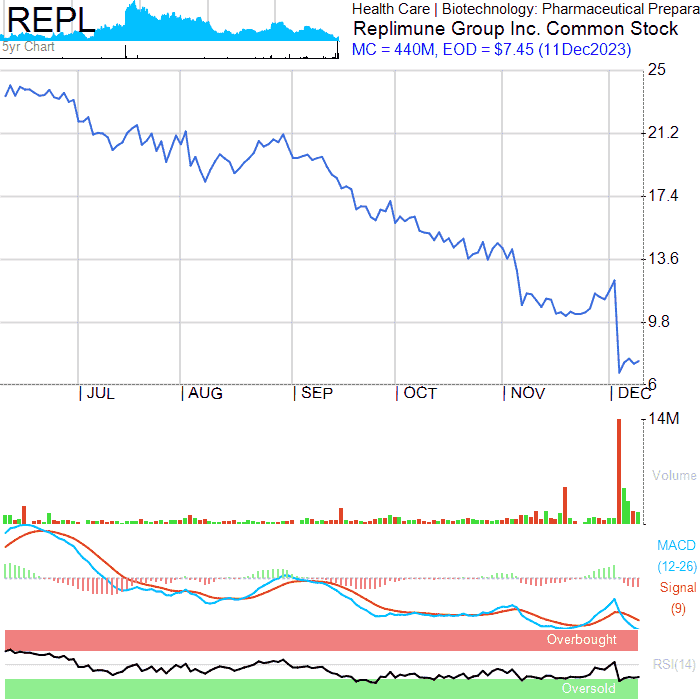 REPL
5yr Chart
Health Care | Biotechnology: Pharmaceutical Prepara
Replimune Group Inc. Common Stock
MC = 440M, EOD = $7.45 (11Dec2023)
25
21.2
17.4
13.6
9.8
6
JUL AUG SEP OCT NOV DEC
14M
Volume
MACD
(12-26)
Signal
(9)
Overbought
RSI(14)
Oversold